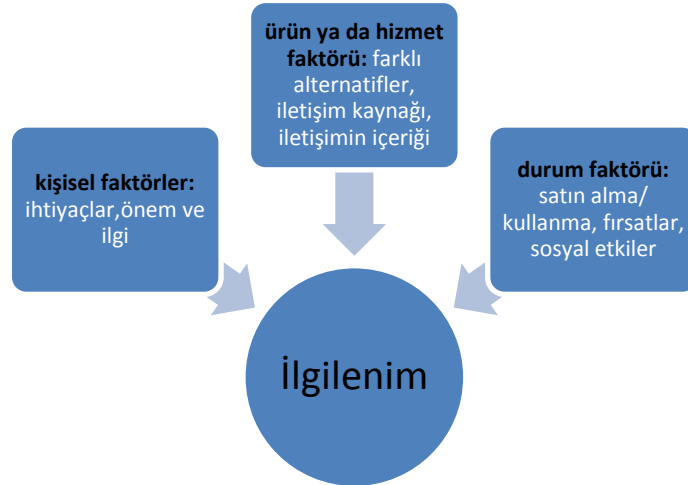 kişisel faktörler:
ihtiyaçlar,önem ve
ilgi
ürün ya da hizmet
faktörü: farklı
alternatifler,
iletişim kaynağı,
iletişimin içeriği
durum faktörü:
satın alma/
kullanma, fırsatlar,
sosyal etkiler
İlgilenim